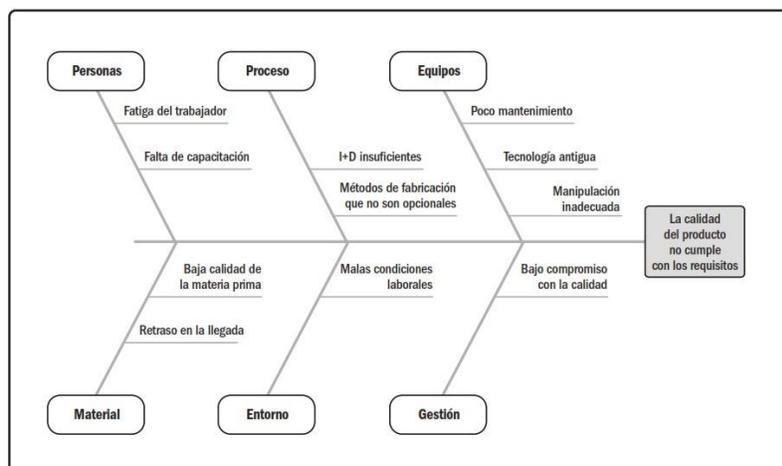 Personas
Proceso
Equipos
Fatiga del trabajador
Poco mantenimiento
Falta de capacitación
I+D insuficientes
Tecnología antigua
Métodos de fabricación
que no son opcionales
Manipulación
inadecuada
La calidad
del producto
no cumple
con los requisitos
Baja calidad de
la materia prima
Malas condiciones
laborales
Bajo compromiso
con la calidad
Retraso en la llegada
Material
Entorno
Gestión